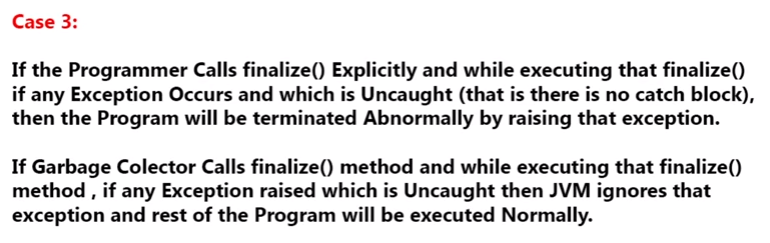 Case 3:
If the Programmer Calls finalize() Explicitly and while executing that finalize()
if any Exception Occurs and which is Uncaught (that is there is no catch block),
then the Program will be terminated Abnormally by raising that exception.
If Garbage Colector Calls finalize() method and while executing that finalize()
method , if any Exception raised which is Uncaught then JVM ignores that
exception and rest of the Program will be executed Normally.